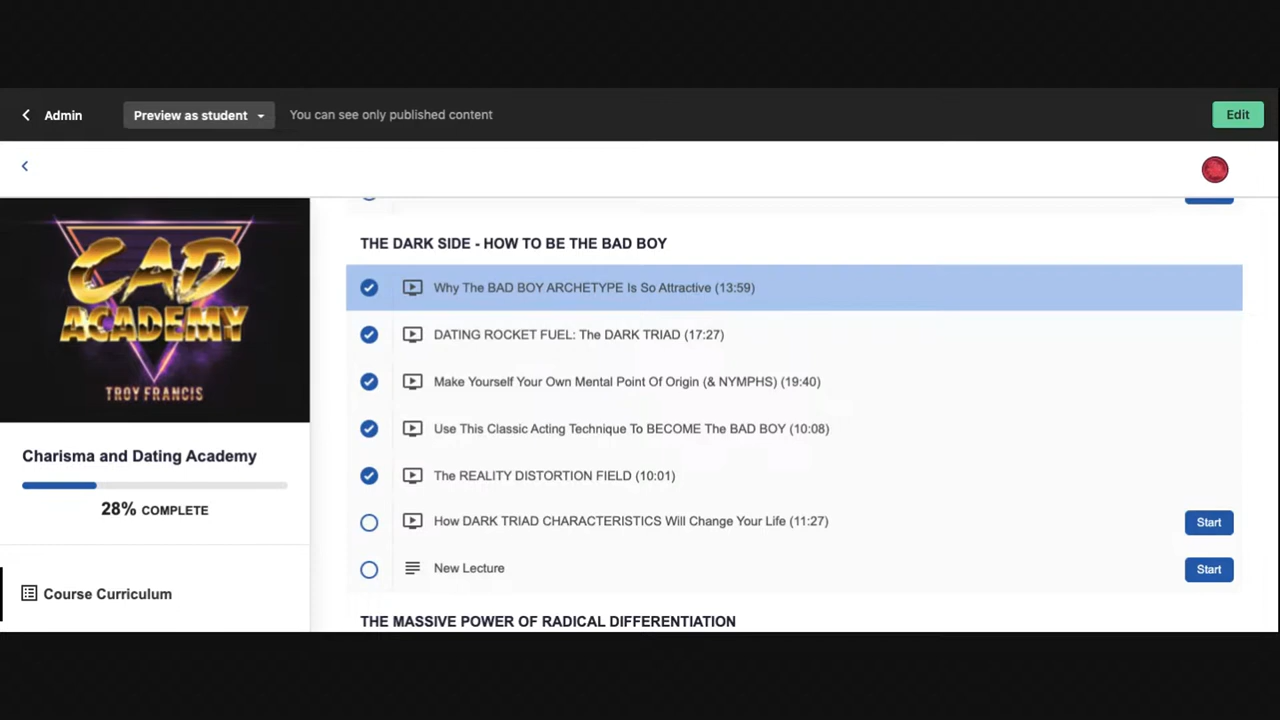 Admin
Preview as student
You can see only published content
Edit
CAD
ACADEMY
TROY FRANCIS
Charisma and Dating Academy
28% COMPLETE
Course Curriculum
THE DARK SIDE - HOW TO BE THE BAD BOY
Why The BAD BOY ARCHETYPE Is So Attractive (13:59)
DATING ROCKET FUEL: The DARK TRIAD (17:27)
Make Yourself Your Own Mental Point Of Origin (& NYMPHS) (19:40)
Use This Classic Acting Technique To BECOME The BAD BOY (10:08)
The REALITY DISTORTION FIELD (10:01)
How DARK TRIAD CHARACTERISTICS Will Change Your Life (11:27)
Start
New Lecture
Start
THE MASSIVE POWER OF RADICAL DIFFERENTIATION